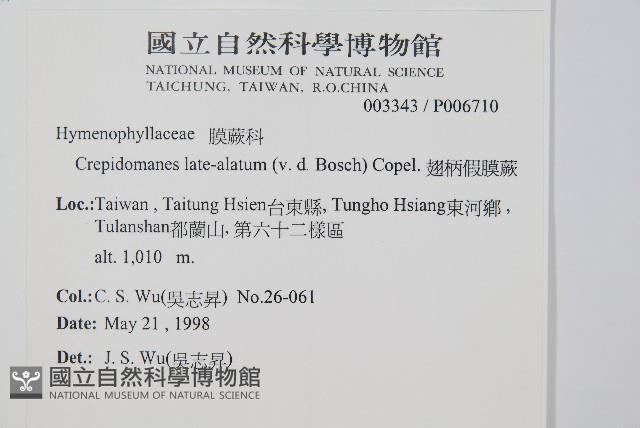 國立自然科學博物館
NATIONAL MUSEUM OF NATURAL SCIENCE
TAICHUNG, TAIWAN, R.O.CHINA
003343 / P006710
Hymenophyllaceae 膜蕨科
Crepidomanes late-alatum (v. d. Bosch) Copel. 翅柄假膜蕨
Loc.:Taiwan , Taitung Hsien台東縣, Tungho Hsiang東河鄉 ,
Tulanshan都蘭山, 第六十二樣區
alt. 1,010 m.
Col.:C. S. Wu(吳志昇) No.26-061
Date: May 21 , 1998
Det.: J. S. Wu(吳志昇)
國立自然科學博物館
NATIONAL MUSEUM OF NATURAL SCIENCE